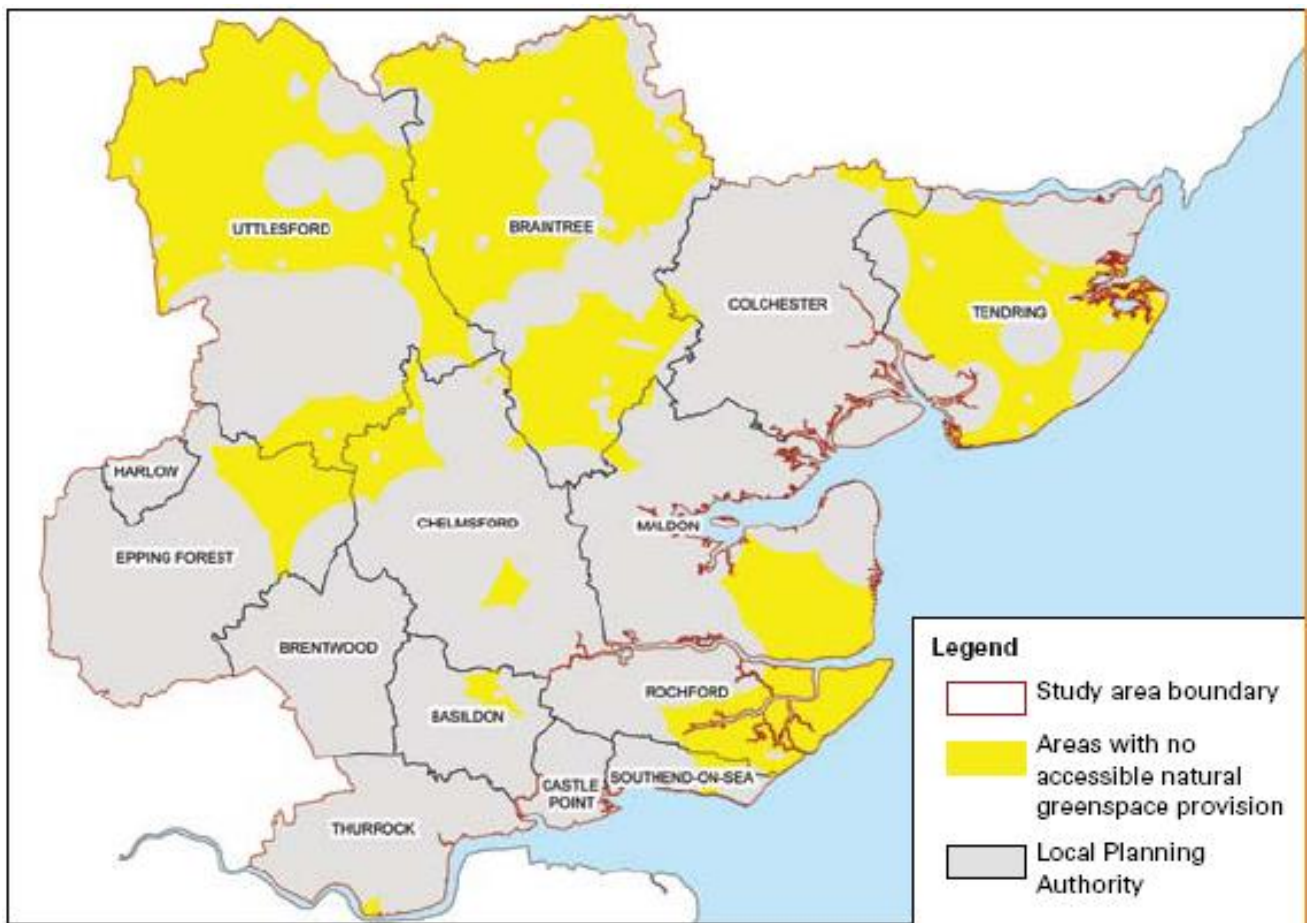 UTTLESFORD
BRAINTREE
COLCHESTER
TENDRING
HARLOW
EPPING FOREST
CHELMSFORD
MALDON
BRENTWOOD
BASILDON
ROCHFORD
CASTLE
POINT
SOUTHEND-ON-SEA
THURROCK
Legend
Study area boundary
Areas with no
accessible natural
greenspace provision
Local Planning
Authority